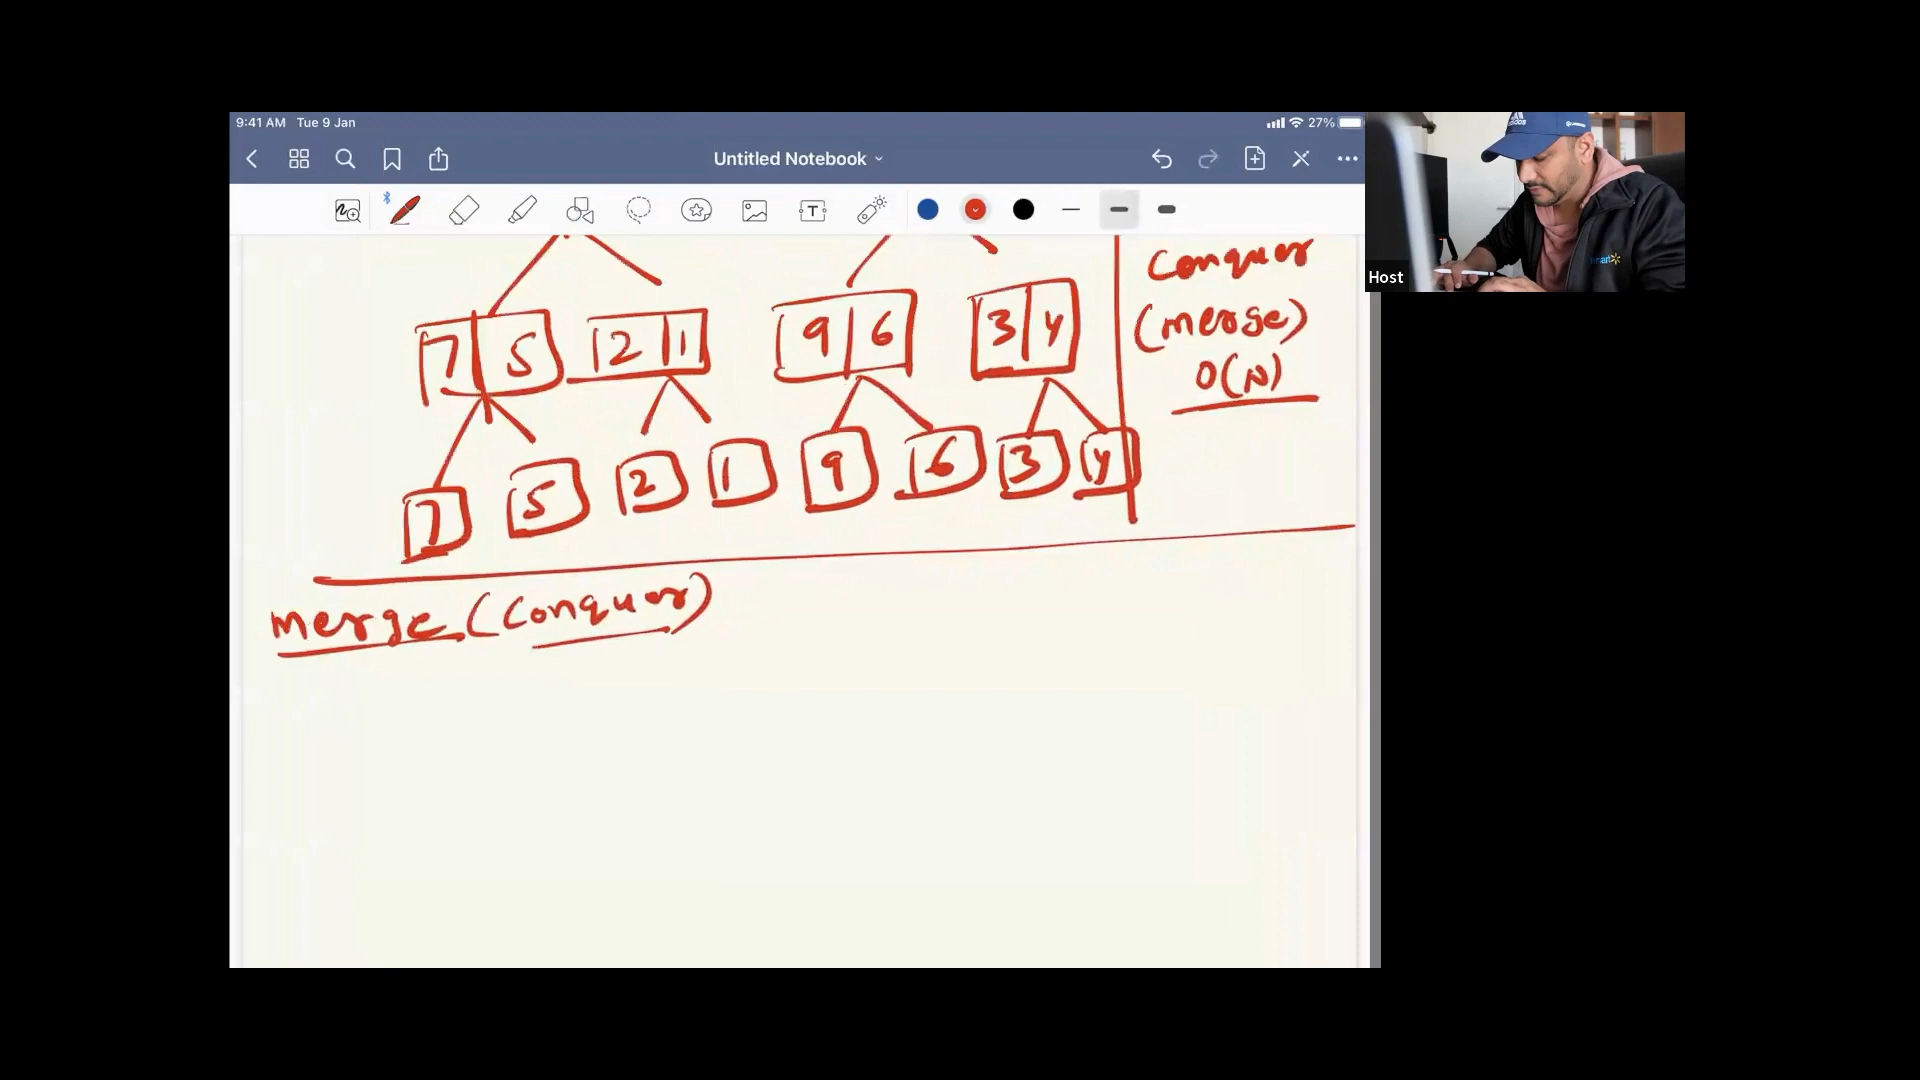 9:41 AM Tue 9 Jan 27%
Untitled Notebook
T
Host
Conquer
(merge)
O(N)
7 5 2 1 9 6 3 4
7 5 2 1 9 6 3 4
merge (Conquer)